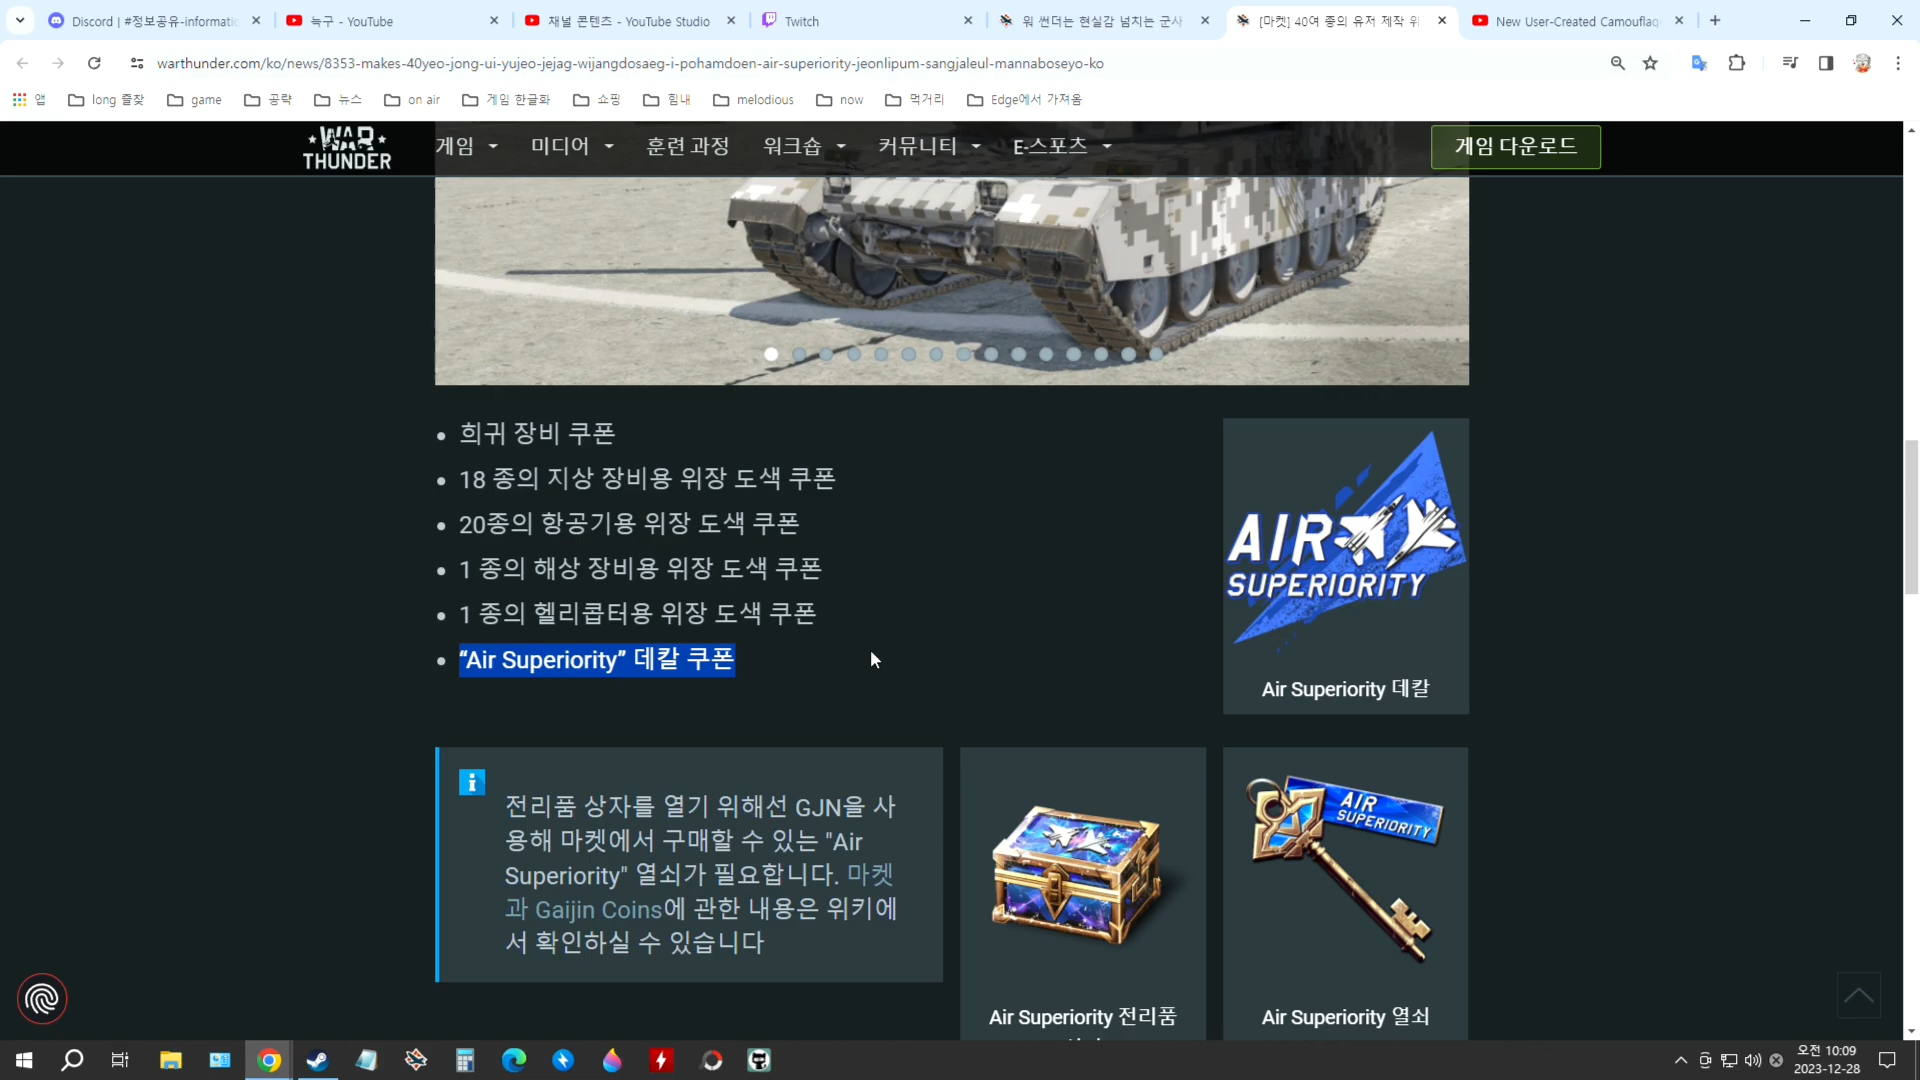 Discord | #정보공유-informatic
늑구 - YouTube
채널 콘텐츠 - YouTube Studio
Twitch
워 썬더는 현실감 넘치는 군사
[마켓] 40여 종의 유저 제작 위
New User-Created Camouflag
warthunder.com/ko/news/8353-makes-40yeo-jong-ui-yujeo-jejag-wijangdosaeg-i-pohamdoen-air-superiority-jeonlipum-sangjaleul-mannaboseyo-ko
앱
long 즐찾
game
공략
뉴스
on air
게임 한글화
쇼핑
힘내
melodious
now
먹거리
Edge에서 가져옴
WAR THUNDER
게임
미디어
훈련 과정
워크숍
커뮤니티
E-스포츠
게임 다운로드
희귀 장비 쿠폰
18 종의 지상 장비용 위장 도색 쿠폰
20종의 항공기용 위장 도색 쿠폰
1 종의 해상 장비용 위장 도색 쿠폰
1 종의 헬리콥터용 위장 도색 쿠폰
“Air Superiority” 데칼 쿠폰
AIR
SUPERIORITY
Air Superiority 데칼
전리품 상자를 열기 위해선 GJN을 사
용해 마켓에서 구매할 수 있는 "Air
Superiority" 열쇠가 필요합니다. 마켓
과 Gaijin Coins에 관한 내용은 위키에
서 확인하실 수 있습니다
AIR
SUPERIORITY
Air Superiority 전리품
Air Superiority 열쇠
오전 10:09
2023-12-28